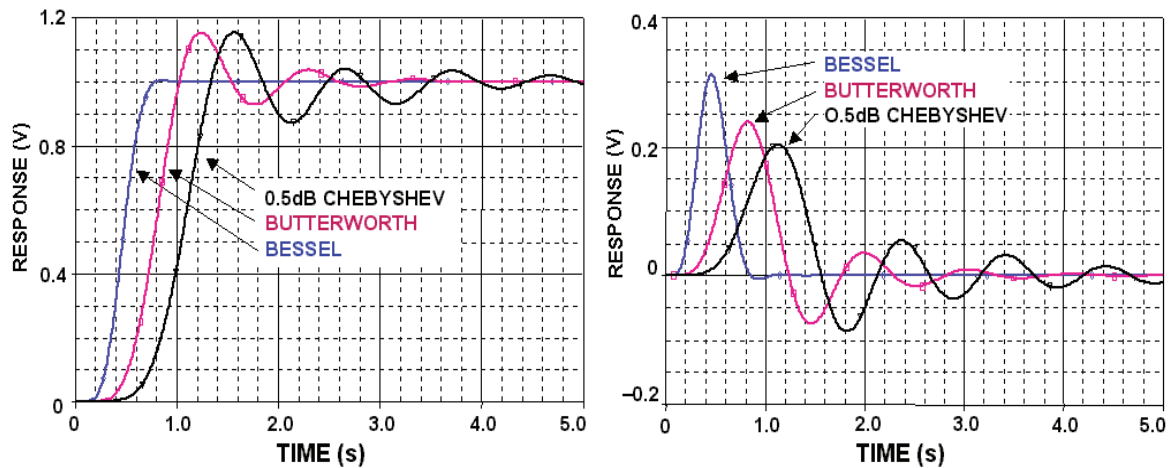 1.2
0.8
0.4
0
RESPONSE (V)
0.5dB CHEBYSHEV
BUTTERWORTH
BESSEL
0 1.0 2.0 3.0 4.0 5.0
TIME (s)
0.4
0.2
0
–0.2
RESPONSE (V)
BESSEL
BUTTERWORTH
O.5dB CHEBYSHEV
0 1.0 2.0 3.0 4.0 5.0
TIME (s)